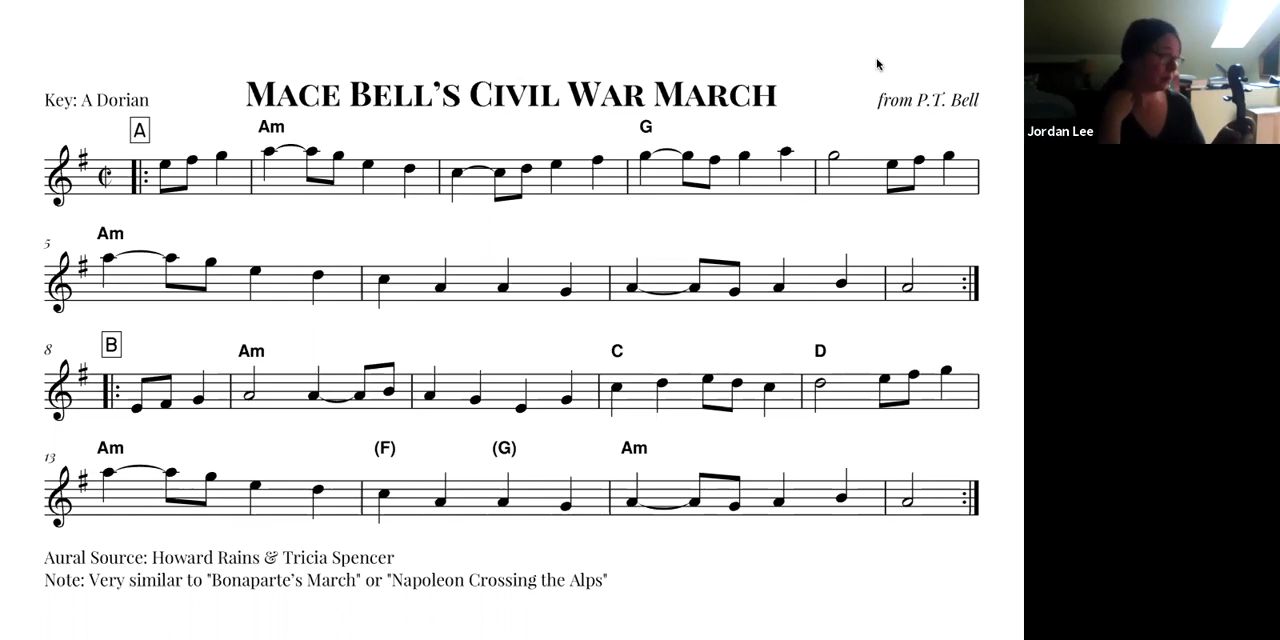 MACE BELL’S CIVIL WAR MARCH
Key: A Dorian
from P.T. Bell
Jordan Lee
A
Am G
5
Am
8
B
Am C D
13
Am (F) (G) Am
Aural Source: Howard Rains & Tricia Spencer
Note: Very similar to "Bonaparte’s March" or "Napoleon Crossing the Alps"